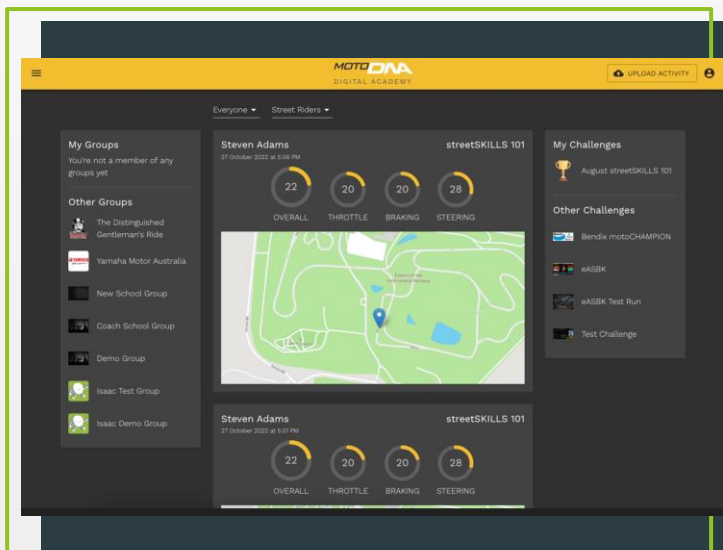 MOTO DNA
DIGITAL ACADEMY
UPLOAD ACTIVITY
Everyone
Street Riders
My Groups
You're not a member of any
groups yet
Other Groups
The Distinguished
Gentleman's Ride
Yamaha Motor Australia
New School Group
Coach School Group
Demo Group
Isaac Test Group
Isaac Demo Group
Steven Adams
streetSKILLS 101
27 October 2022 at 5:06 PM
22
20
20
28
OVERALL
THROTTLE
BRAKING
STEERING
Steven Adams
streetSKILLS 101
27 October 2022 at 5:01 PM
22
20
20
28
OVERALL
THROTTLE
BRAKING
STEERING
My Challenges
August streetSKILLS 101
Other Challenges
Bendix motoCHAMPION
eASBK
eASBK Test Run
Test Challenge